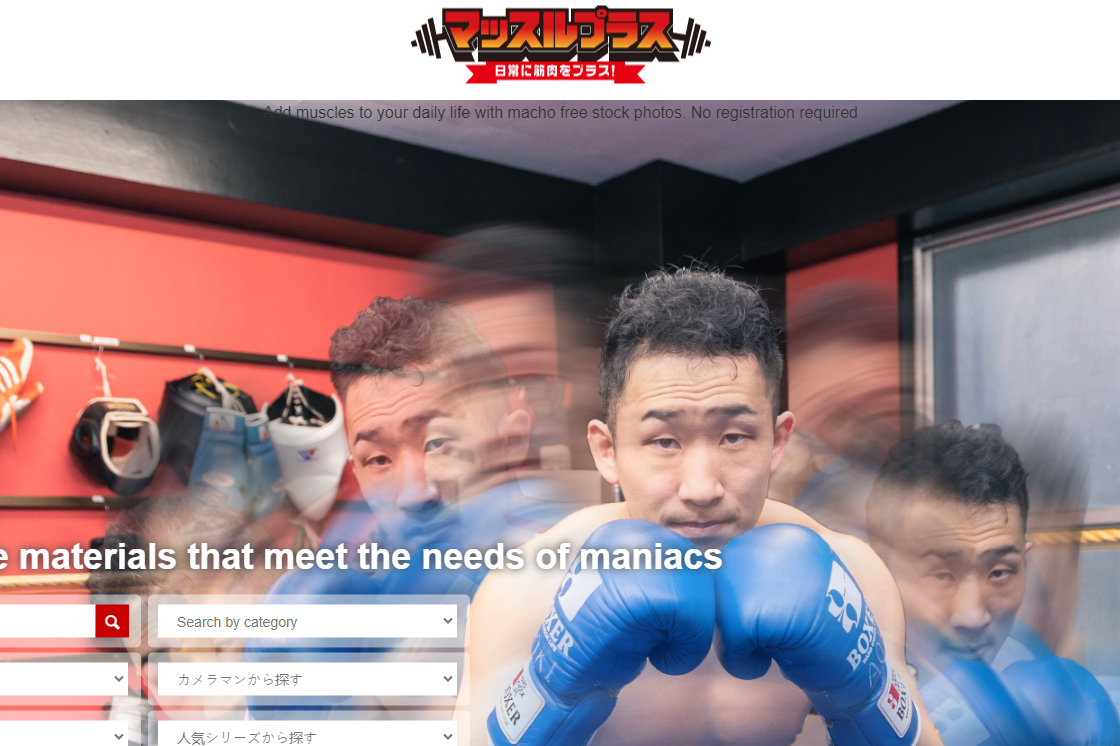 マッスルプラス
日常に筋肉をプラス!
Add muscles to your daily life with macho free stock photos. No registration required
materials that meet the needs of maniacs
Search by category
カメラマンから探す
人気シリーズから探す
BOXER
BOXER